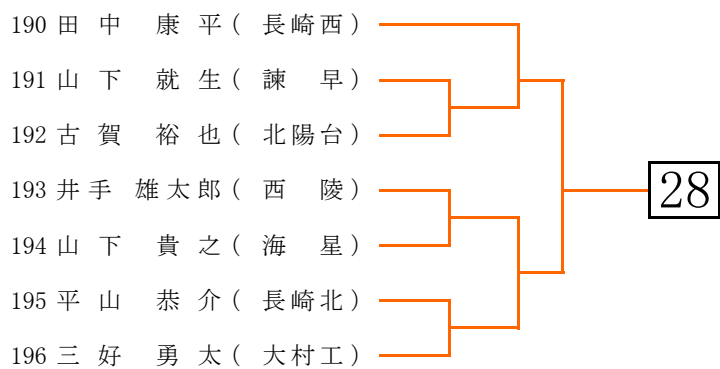 190 田中 康平(長崎西)
191 山下 就生(諫早)
192 古賀 裕也(北陽台)
193 井手 雄太郎(西陵)
28
194 山下 貴之(海星)
195 平山 恭介(長崎北)
196 三好 勇太(大村工)